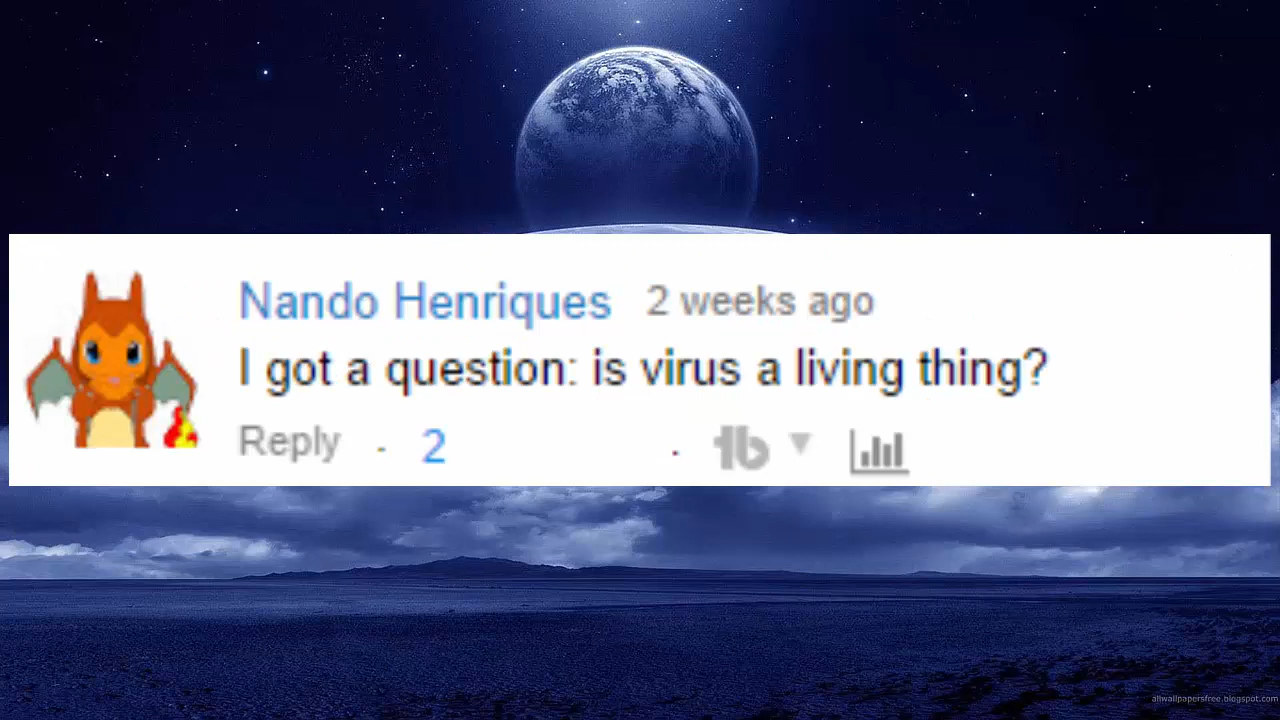 Nando Henriques 2 weeks ago
I got a question: is virus a living thing?
Reply · 2 ·
allwallpapersfree.blogspot.com